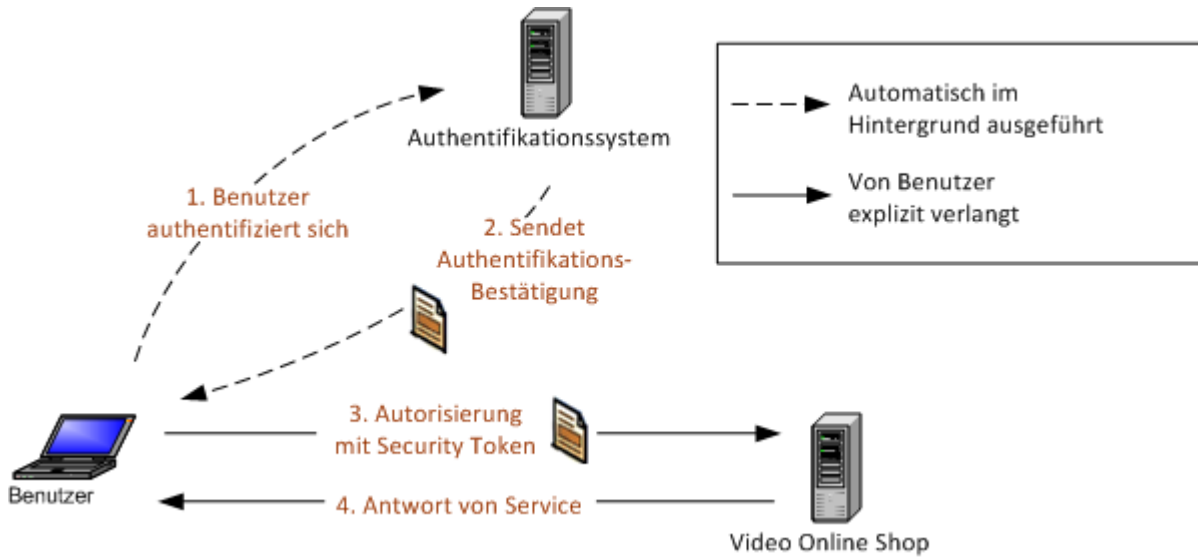 Authentifikationssystem
Automatisch im
Hintergrund ausgeführt
Von Benutzer
explizit verlangt
1. Benutzer
authentifiziert sich
2. Sendet
Authentifikations-
Bestätigung
3. Autorisierung
mit Security Token
4. Antwort von Service
Benutzer
Video Online Shop